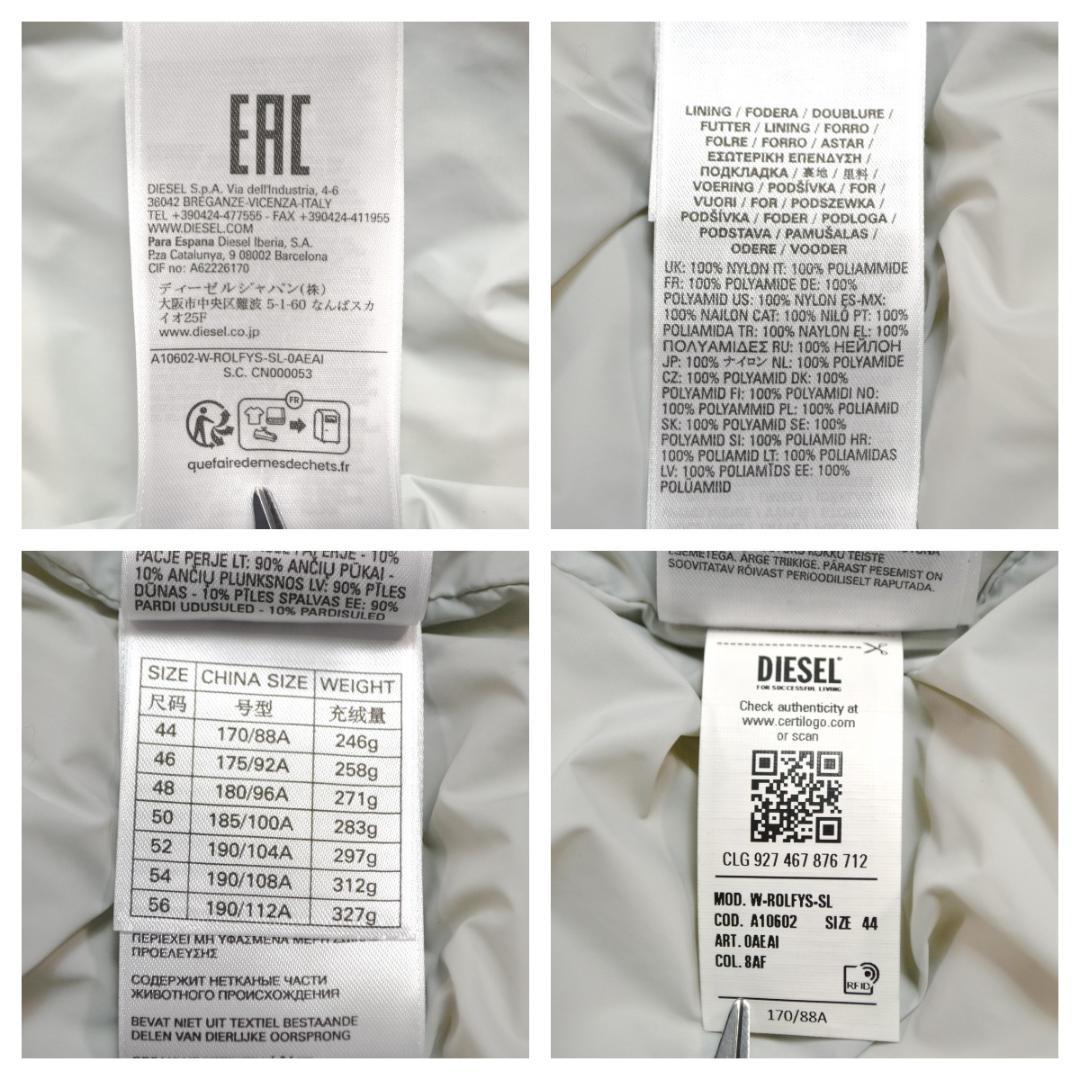 EAC
DIESEL S.p.A. Via dell'Industria, 4-6
36042 BREGANZE-VICENZA-ITALY
TEL +390424-477555 - FAX +390424-411955
WWW.DIESEL.COM
Para Espana Diesel Iberia, S.A.
Pza Catalunya, 9 08002 Barcelona
CIF no: A62226170
ディーゼルジャパン(株)
大阪市中央区難波 5-1-60 なんばスカ
イオ25F
www.diesel.co.jp
A10602-W-ROLFYS-SL-0AEAI
S.C. CN000053
FR
quefairedemesdechets.fr
LINING / FODERA / DOUBLURE /
FUTTER / LINING / FORRO /
FOLRE / FORRO / ASTAR /
ΕΣΩΤΕΡΙΚΗ ΕΠΕΝΔΥΣΗ /
ПОДКЛАДКА / 裏地 / 里料 /
VOERING / PODŠÍVKA / FOR /
VUORI / FOR / PODSZEWKA /
PODŠÍVKA / FODER / PODLOGA /
PODSTAVA / PAMUŠALAS /
ODERE / VOODER
UK: 100% NYLON IT: 100% POLIAMMIDE
FR: 100% POLYAMIDE DE: 100%
POLYAMID US: 100% NYLON ES-MX:
100% NAILON CAT: 100% NILÓ PT: 100%
POLIAMIDA TR: 100% NAYLON EL: 100%
ΠΟΛΥΑΜΙΔΕΣ RU: 100% НЕЙЛОН
JP: 100% ナイロン NL: 100% POLYAMIDE
CZ: 100% POLYAMID DK: 100%
POLYAMID FI: 100% POLYAMIDI NO:
100% POLYAMMID PL: 100% POLIAMID
SK: 100% POLYAMID SE: 100%
POLYAMID SI: 100% POLIAMID HR:
100% POLIAMID LT: 100% POLIAMIDAS
LV: 100% POLIAMĪDS EE: 100%
POLÜAMIID
PACJE PERJE LT: 90% ANČIŲ PŪKAI -
10% ANČIŲ PLUNKSNOS LV: 90% PĪLES
DŪNAS - 10% PĪLES SPALVAS EE: 90%
PARDI UDUSULED - 10% PARDISULED
SIZE CHINA SIZE WEIGHT
尺码 号型 充绒量
44 170/88A 246g
46 175/92A 258g
48 180/96A 271g
50 185/100A 283g
52 190/104A 297g
54 190/108A 312g
56 190/112A 327g
ΠΕΡΙΕΧΕΙ ΜΗ ΥΦΑΣΜΕΝΑ ΜΕΡΗ
ΠΡΟΕΛΕΥΣΗΣ
СОДЕРЖИТ НЕТКАНЫЕ ЧАСТИ
ЖИВОТНОГО ПРОИСХОЖДЕНИЯ
BEVAT NIET UIT TEXTIEL BESTAANDE
DELEN VAN DIERLIJKE OORSPRONG
ESEMETEGA. ÄRGE TRIIKIGE. PÄRAST PESEMIST ON
SOOVITATAV RÕIVAST PERIOODILISELT RAPUTADA.
DIESEL
FOR SUCCESSFUL LIVING
Check authenticity at
www.certilogo.com
or scan
CLG 927 467 876 712
MOD. W-ROLFYS-SL
COD. A10602 SIZE 44
ART. 0AEAI
COL. 8AF
RFID
170/88A